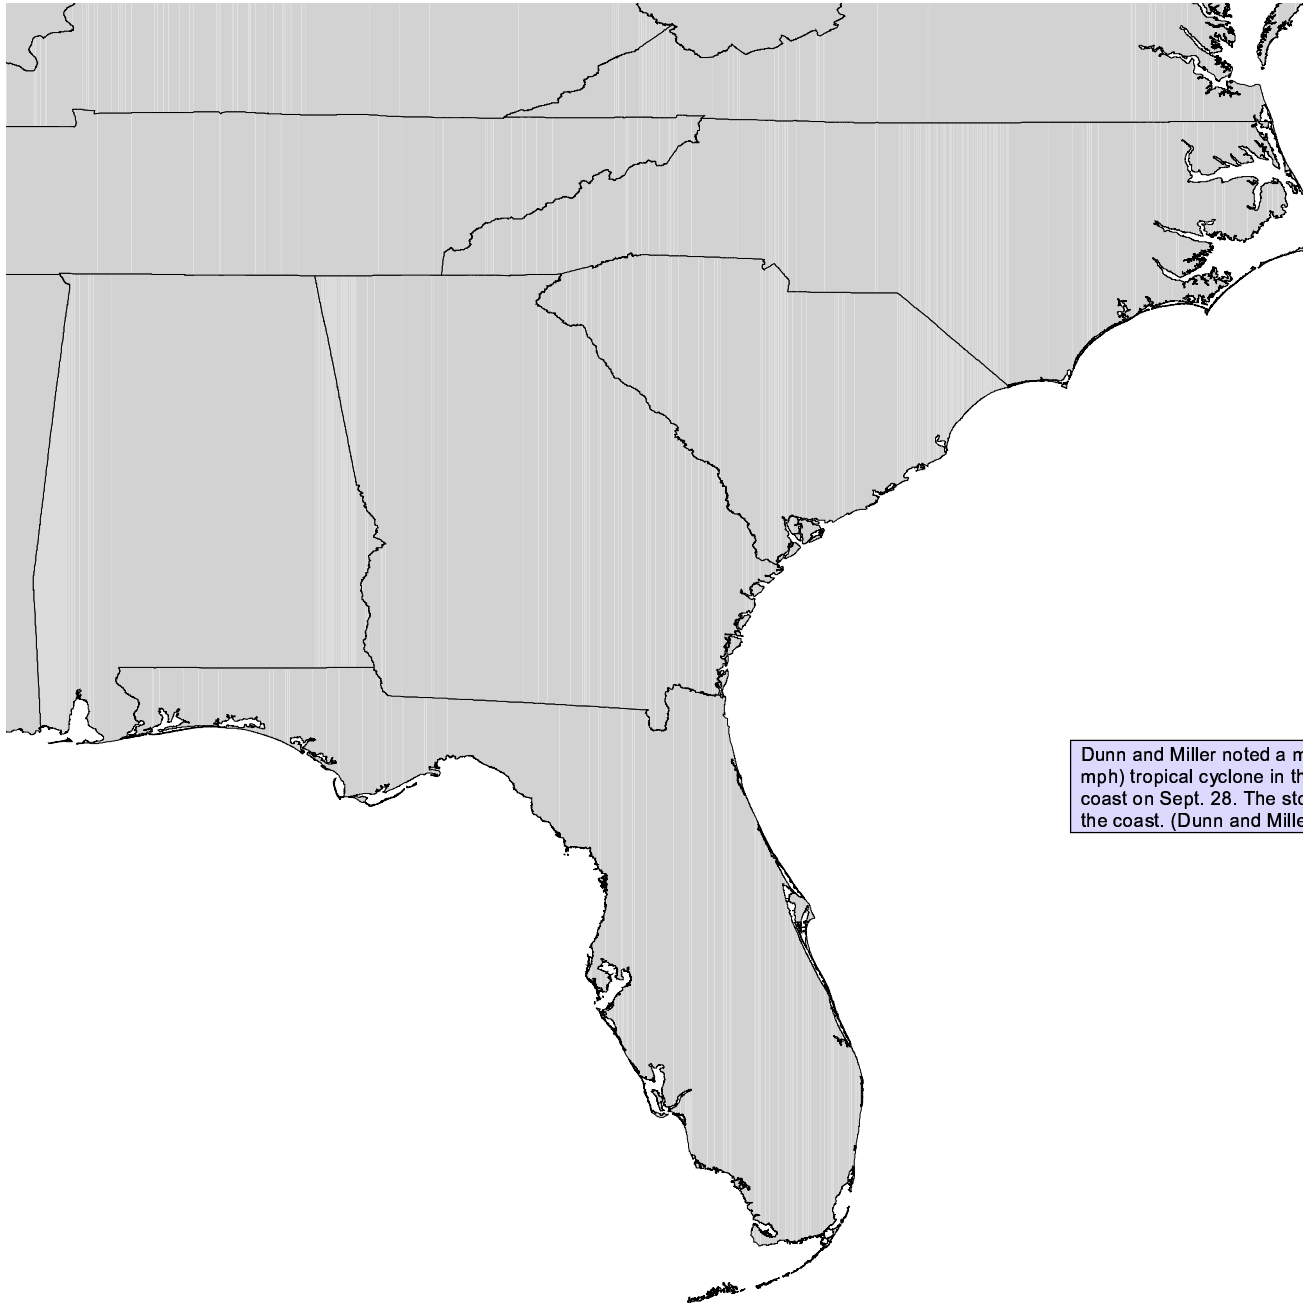 Dunn and Miller noted a m
mph) tropical cyclone in th
coast on Sept. 28. The sto
the coast. (Dunn and Mille